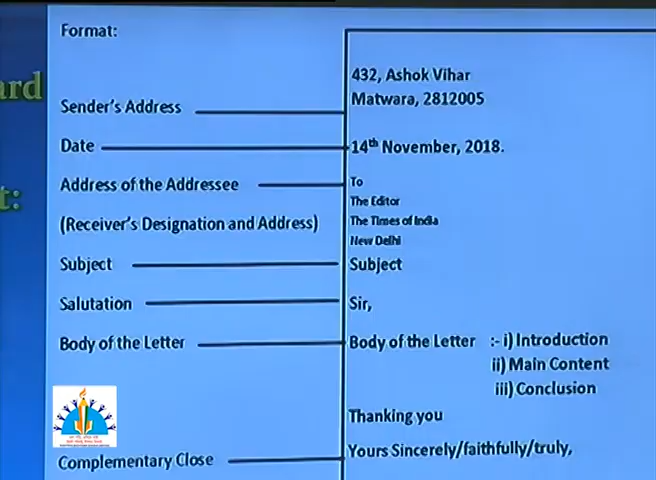 Format:
ard
t:
432, Ashok Vihar
Matwara, 2812005
Sender's Address
Date
14th November, 2018.
Address of the Addressee
To
The Editor
The Times of India
New Delhi
(Receiver's Designation and Address)
Subject
Subject
Salutation
Sir,
Body of the Letter
Body of the Letter :- i) Introduction
ii) Main Content
iii) Conclusion
Thanking you
Complementary Close
Yours Sincerely/faithfully/truly,